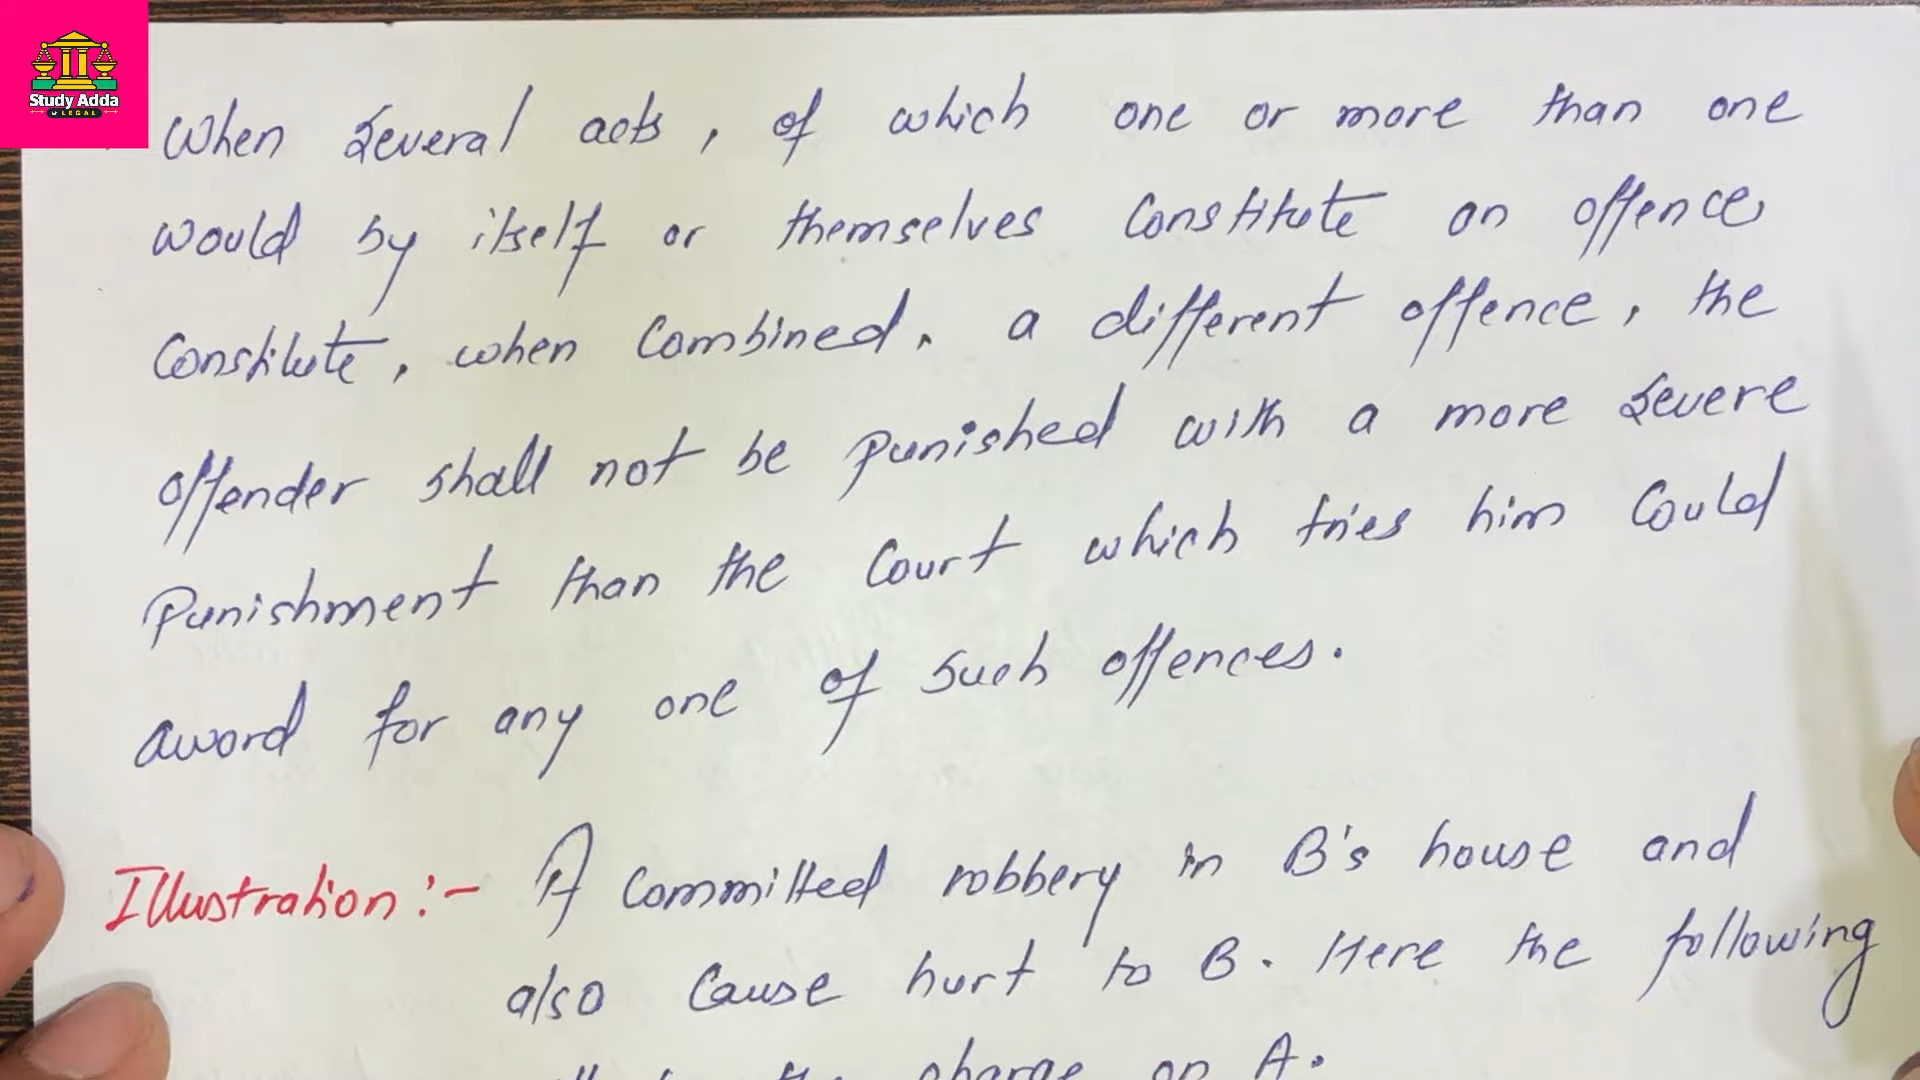 Study Adda
LEGAL
When several acts, of which one or more than one
would by itself or themselves constitute an offence
Constitute, when Combined, a different offence, the
offender shall not be punished with a more severe
Punishment than the Court which tries him Could
award for any one of such offences.
Illustration :- A Committed robbery in B's house and
also Cause hurt to B. Here the following
charge on A.